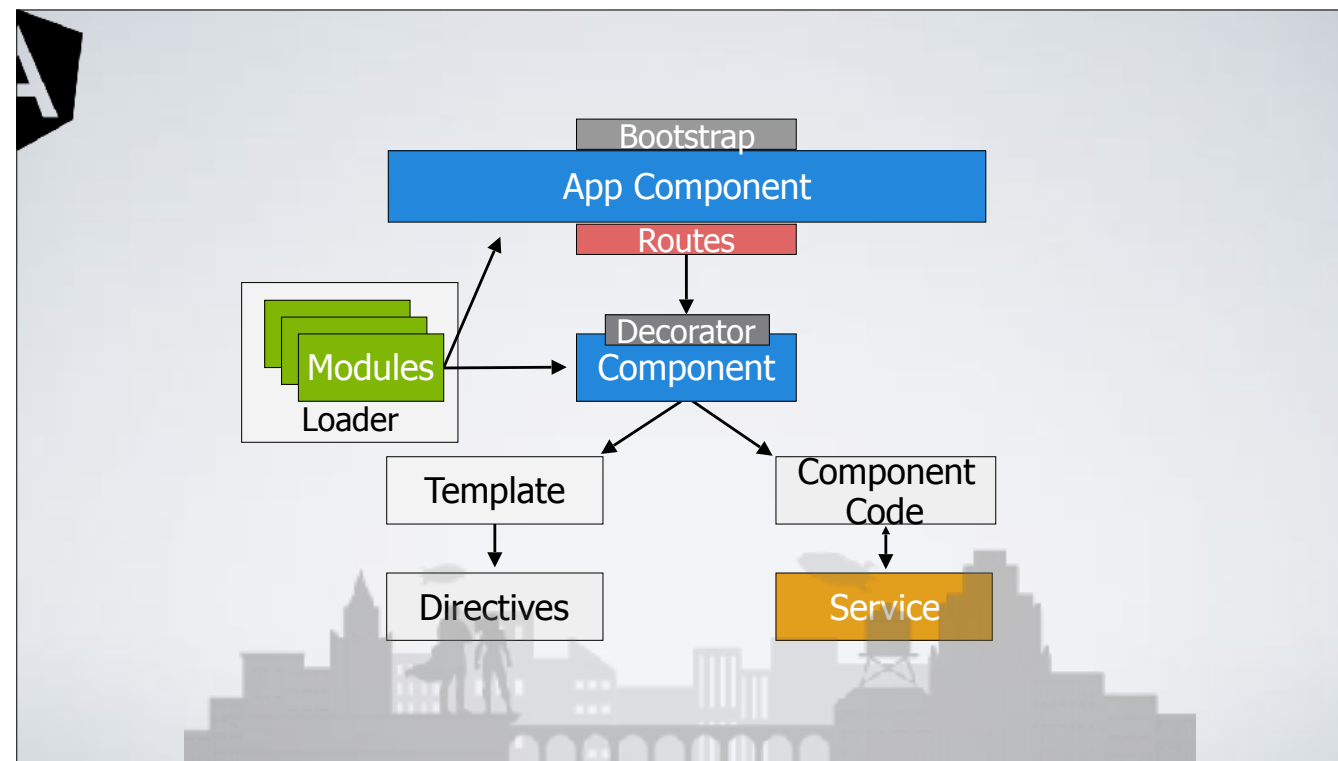 Bootstrap
App Component
Routes
Decorator
Component
Modules
Loader
Template
Component
Code
Directives
Service